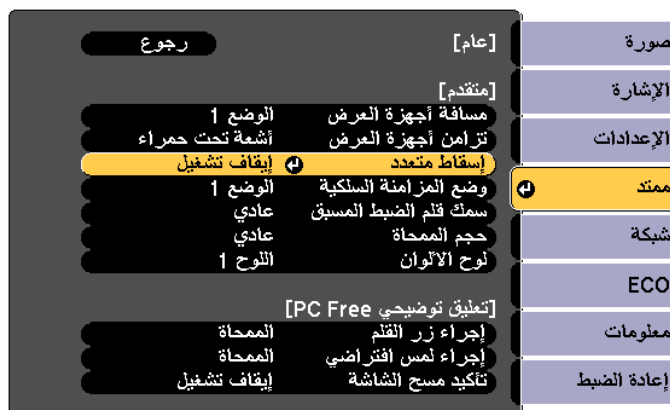 صورة
الإشارة
الإعدادات
ممتد
شبكة
ECO
معلومات
إعادة الضبط
[عام] رجوع
[متقدم]
مسافة أجهزة العرض الوضع 1
تزامن أجهزة العرض أشعة تحت حمراء
إسقاط متعدد إيقاف تشغيل
وضع المزامنة السلكية الوضع 1
سمك قلم الضبط المسبق عادي
حجم الممحاة عادي
لوح الألوان اللوح 1
[تعليق توضيحي PC Free]
إجراء زر القلم الممحاة
إجراء لمس افتراضي الممحاة
تأكيد مسح الشاشة إيقاف تشغيل